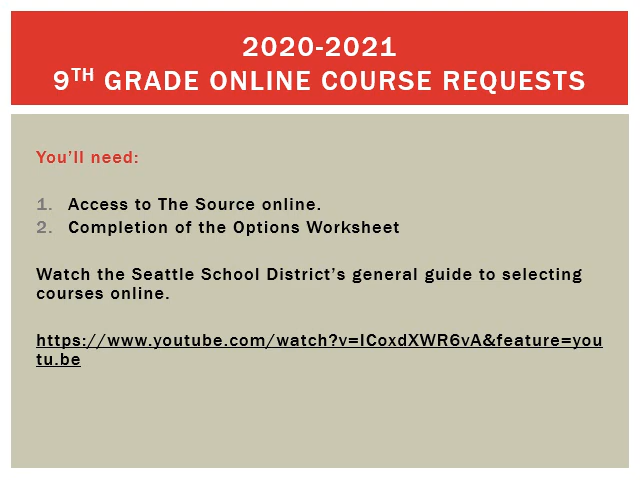 2020-2021
9TH GRADE ONLINE COURSE REQUESTS
You'll need:
1. Access to The Source online.
2. Completion of the Options Worksheet
Watch the Seattle School District's general guide to selecting
courses online.
https://www.youtube.com/watch?v=ICoxdXWR6vA&feature=you
tu.be